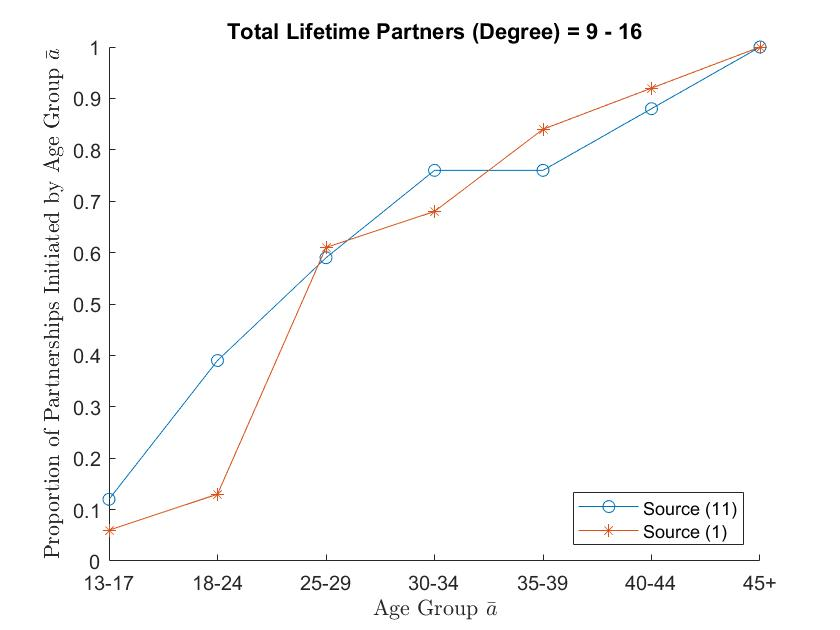 Total Lifetime Partners (Degree) = 9 - 16
Proportion of Partnerships Initiated by Age Group ā
1
0.9
0.8
0.7
0.6
0.5
0.4
0.3
0.2
0.1
0
13-17 18-24 25-29 30-34 35-39 40-44 45+
Age Group ā
Source (11)
Source (1)